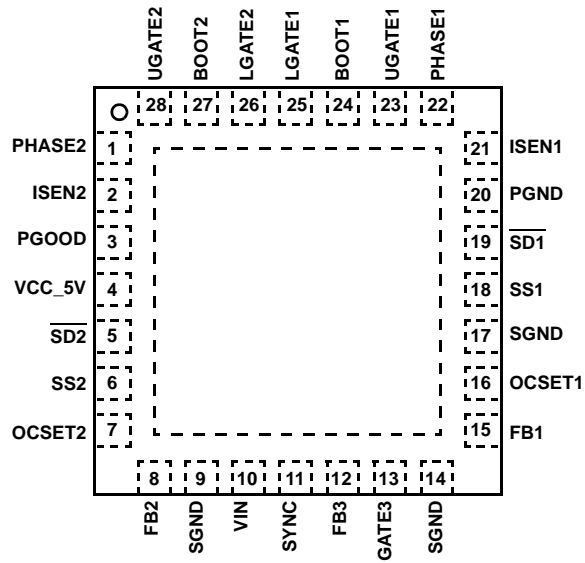 UGATE2 BOOT2 LGATE2 LGATE1 BOOT1 UGATE1 PHASE1
28 27 26 25 24 23 22
PHASE2 1 21 ISEN1
ISEN2 2 20 PGND
PGOOD 3 19 S̅D̅1̅
VCC_5V 4 18 SS1
S̅D̅2̅ 5 17 SGND
SS2 6 16 OCSET1
OCSET2 7 15 FB1
8 9 10 11 12 13 14
FB2 SGND VIN SYNC FB3 GATE3 SGND